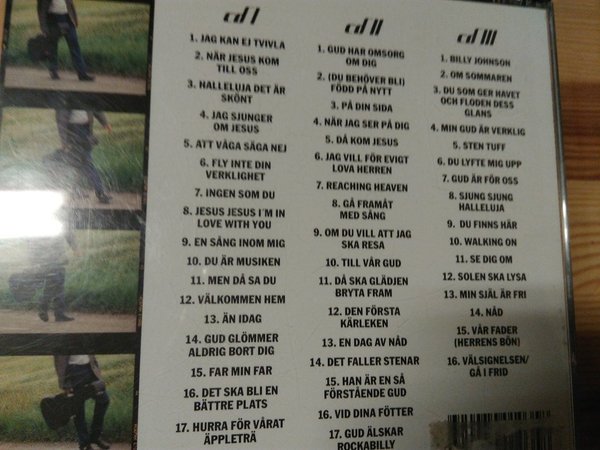 cd I
1. JAG KAN EJ TVIVLA
2. NÄR JESUS KOM
TILL OSS
3. HALLELUJA DET ÄR
SKÖNT
4. JAG SJUNGER
OM JESUS
5. ATT VÅGA SÄGA NEJ
6. FLY INTE DIN
VERKLIGHET
7. INGEN SOM DU
8. JESUS JESUS I´M IN
LOVE WITH YOU
9. EN SÅNG INOM MIG
10. DU ÄR MUSIKEN
11. MEN DÅ SA DU
12. VÄLKOMMEN HEM
13. ÄN IDAG
14. GUD GLÖMMER
ALDRIG BORT DIG
15. FAR MIN FAR
16. DET SKA BLI EN
BÄTTRE PLATS
17. HURRA FÖR VÅRAT
ÄPPLETRÄ
cd II
1. GUD HAR OMSORG
OM DIG
2. (DU BEHÖVER BLI)
FÖDD PÅ NYTT
3. PÅ DIN SIDA
4. NÄR JAG SER PÅ DIG
5. DÅ KOM JESUS
6. JAG VILL FÖR EVIGT
LOVA HERREN
7. REACHING HEAVEN
8. GÅ FRAMÅT
MED SÅNG
9. OM DU VILL ATT JAG
SKA RESA
10. TILL VÅR GUD
11. DÅ SKA GLÄDJEN
BRYTA FRAM
12. DEN FÖRSTA
KÄRLEKEN
13. EN DAG AV NÅD
14. DET FALLER STENAR
15. HAN ÄR EN SÅ
FÖRSTÅENDE GUD
16. VID DINA FÖTTER
17. GUD ÄLSKAR
ROCKABILLY
cd III
1. BILLY JOHNSON
2. OM SOMMAREN
3. DU SOM GER HAVET
OCH FLODEN DESS
GLANS
4. MIN GUD ÄR VERKLIG
5. STEN TUFF
6. DU LYFTE MIG UPP
7. GUD ÄR FÖR OSS
8. SJUNG SJUNG
HALLELUJA
9. DU FINNS HÄR
10. WALKING ON
11. SE DIG OM
12. SOLEN SKA LYSA
13. MIN SJÄL ÄR FRI
14. NÅD
15. VÅR FADER
(HERRENS BÖN)
16. VÄLSIGNELSEN/
GÅ I FRID